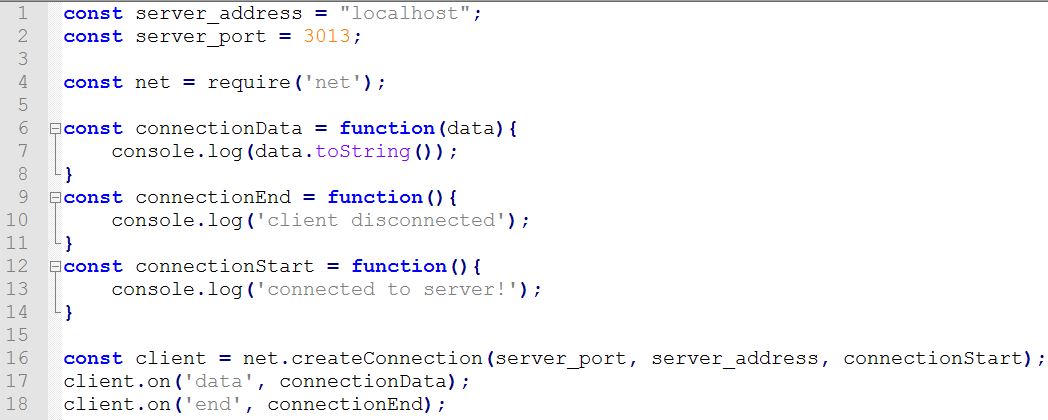 1 const server_address = "localhost";
2 const server_port = 3013;
3
4 const net = require('net');
5
6 const connectionData = function(data){
7     console.log(data.toString());
8 }
9 const connectionEnd = function(){
10     console.log('client disconnected');
11 }
12 const connectionStart = function(){
13     console.log('connected to server!');
14 }
15
16 const client = net.createConnection(server_port, server_address, connectionStart);
17 client.on('data', connectionData);
18 client.on('end', connectionEnd);